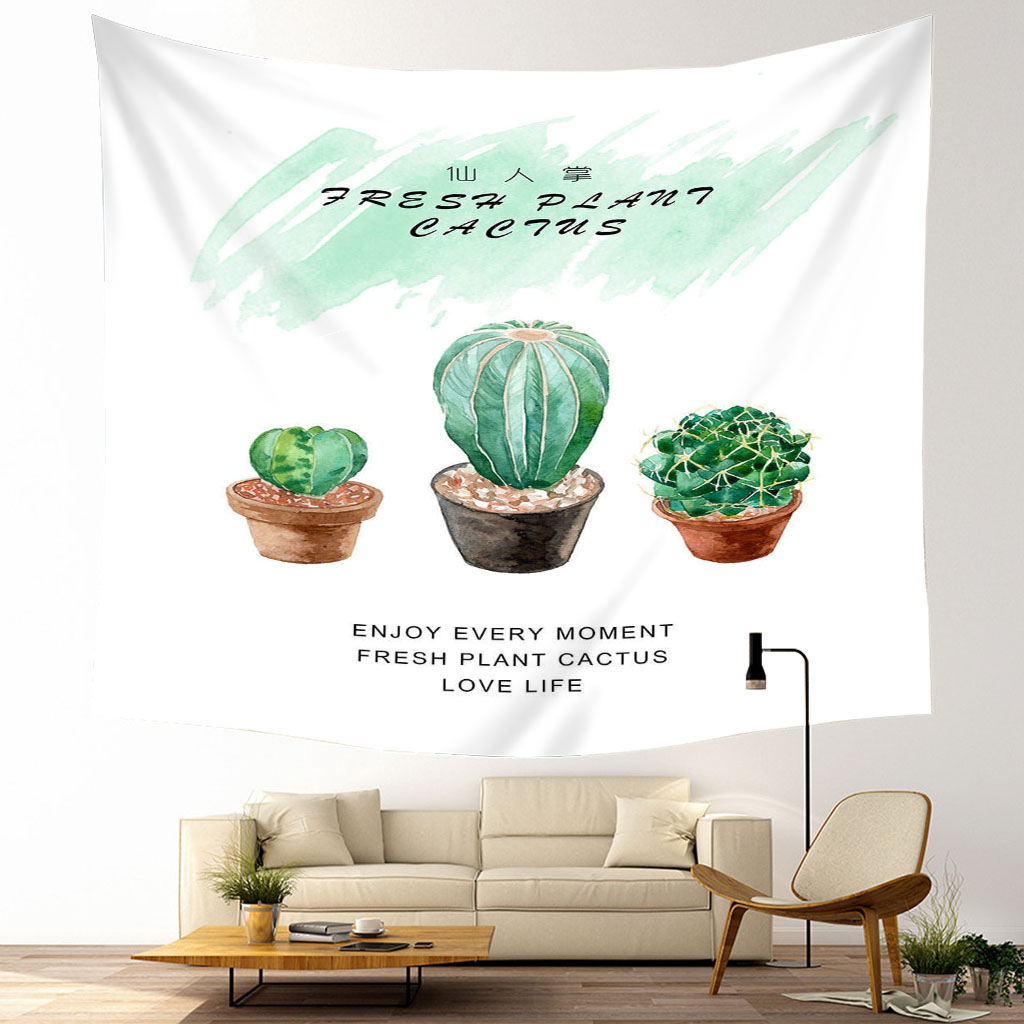 仙人掌
FRESH PLANT
CACTUS
ENJOY EVERY MOMENT
FRESH PLANT CACTUS
LOVE LIFE